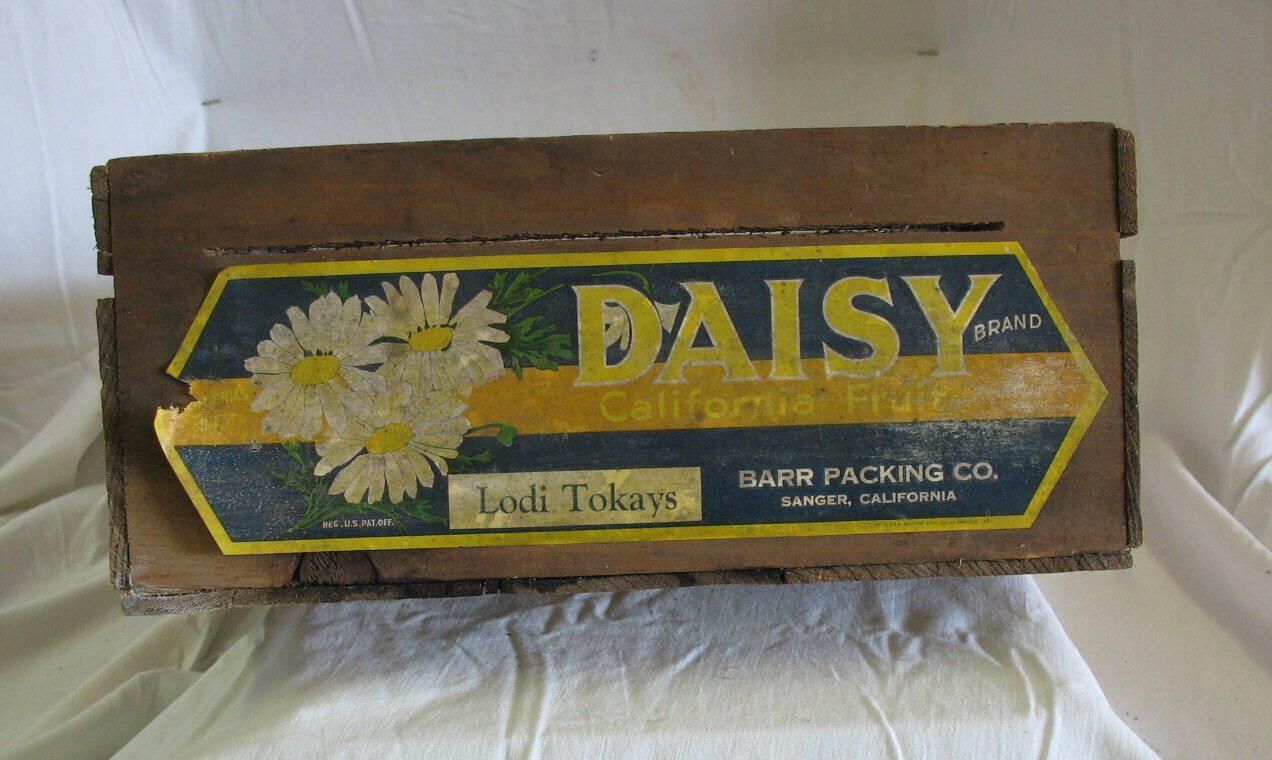 DAISY
BRAND
California Fruit
Lodi Tokays
BARR PACKING CO.
SANGER, CALIFORNIA
REG. U.S. PAT. OFF.